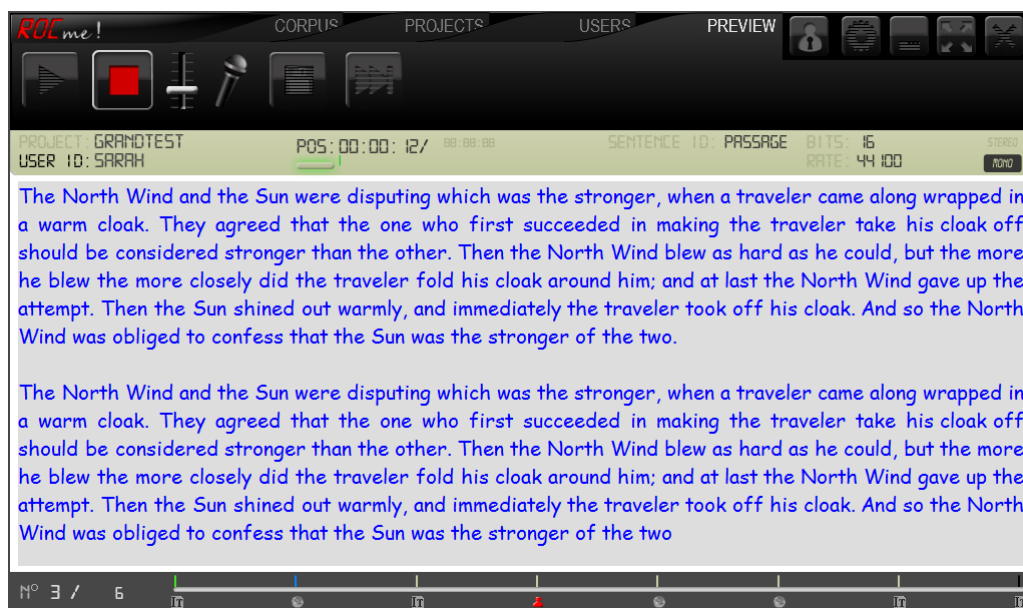 ROCme!
CORPUS PROJECTS USERS PREVIEW
PROJECT: GRANDTEST POS:00:00:12/ 88:88:88 SENTENCE ID: PASSAGE BITS: 16 STEREO
USER ID: SARAH RATE: 44100 MONO
The North Wind and the Sun were disputing which was the stronger, when a traveler came along wrapped in
a warm cloak. They agreed that the one who first succeeded in making the traveler take his cloak off
should be considered stronger than the other. Then the North Wind blew as hard as he could, but the more
he blew the more closely did the traveler fold his cloak around him; and at last the North Wind gave up the
attempt. Then the Sun shined out warmly, and immediately the traveler took off his cloak. And so the North
Wind was obliged to confess that the Sun was the stronger of the two.
The North Wind and the Sun were disputing which was the stronger, when a traveler came along wrapped in
a warm cloak. They agreed that the one who first succeeded in making the traveler take his cloak off
should be considered stronger than the other. Then the North Wind blew as hard as he could, but the more
he blew the more closely did the traveler fold his cloak around him; and at last the North Wind gave up the
attempt. Then the Sun shined out warmly, and immediately the traveler took off his cloak. And so the North
Wind was obliged to confess that the Sun was the stronger of the two
N° 3 / 6